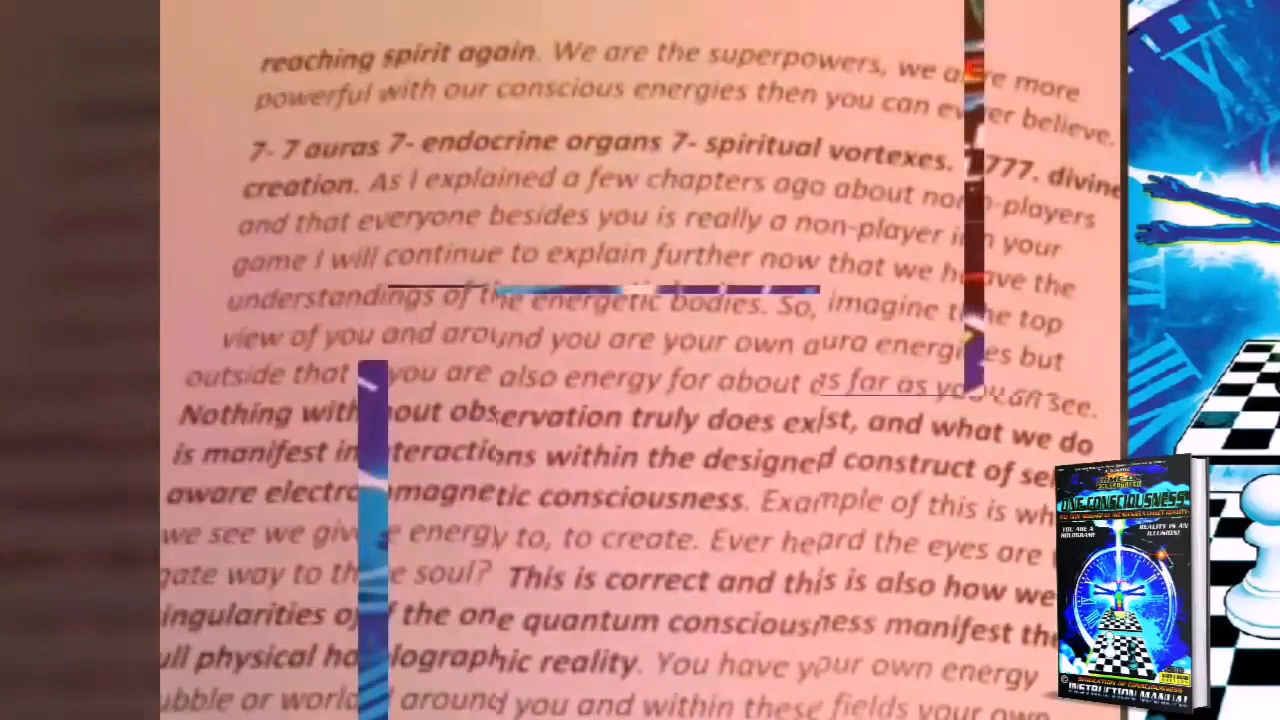 reaching spirit again. We are the superpowers, we are more
powerful with our conscious energies then you can ever believe.
7- 7 auras 7- endocrine organs 7- spiritual vortexes. 777. divine
creation. As I explained a few chapters ago about non-players
and that everyone besides you is really a non-player in your
game I will continue to explain further now that we have the
understandings of the energetic bodies. So, imagine the top
view of you and around you are your own aura energies but
outside that you are also energy for about as far as you can see.
Nothing without observation truly does exist, and what we do
is manifest interactions within the designed construct of
aware electromagnetic consciousness. Example of this is
we see we give energy to, to create. Ever heard the eyes are
gate way to the soul? This is correct and this is also how we
ingularities of the one quantum consciousness manifest
ull physical holographic reality. You have your own energy
ubble or world around you and within these fields your own
ONE CONSCIOUSNESS
YOU ARE A HOLOGRAM!
REALITY IS AN ILLUSION!
SIMULATION OF CONSCIOUSNESS
INSTRUCTION MANUAL